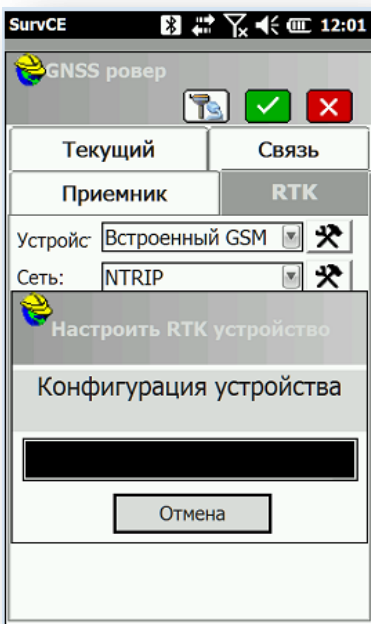 SurvCE 12:01
GNSS ровер
Текущий Связь
Приемник RTK
Устройс Встроенный GSM
Сеть: NTRIP
Настроить RTK устройство
Конфигурация устройства
Отмена